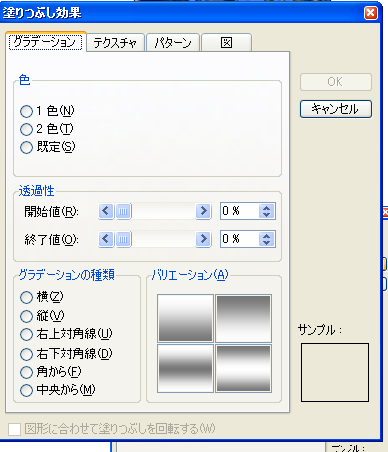 塗りつぶし効果
グラデーション テクスチャ パターン 図
色
1 色(N)
2 色(T)
既定(S)
OK
キャンセル
透過性
開始値(R): 0 %
終了値(O): 0 %
グラデーションの種類
横(Z)
縦(V)
右上対角線(U)
右下対角線(D)
角から(F)
中央から(M)
バリエーション(A)
サンプル：
図形に合わせて塗りつぶしを回転する(W)